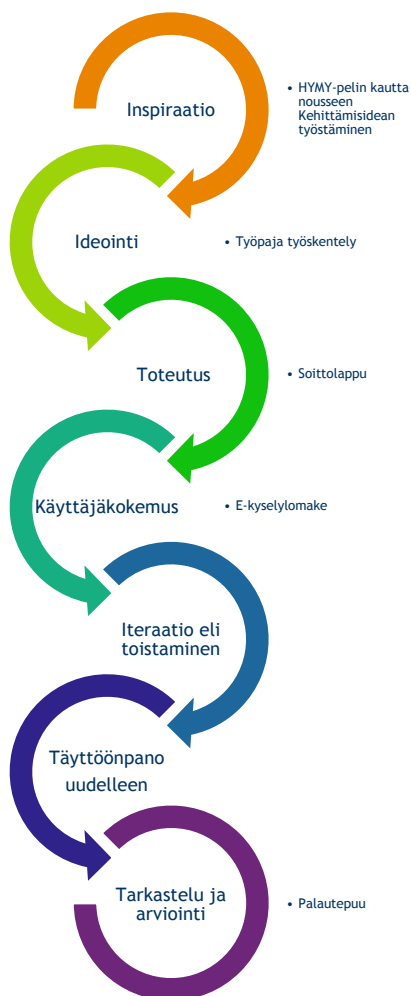 Inspiraatio
• HYMY-pelin kautta
nousseen
Kehittämisidean
työstäminen
Ideointi
• Työpaja työskentely
Toteutus
• Soittolappu
Käyttäjäkokemus
• E-kyselylomake
Iteraatio eli
toistaminen
Täyttöönpano
uudelleen
Tarkastelu ja
arviointi
• Palautepuu